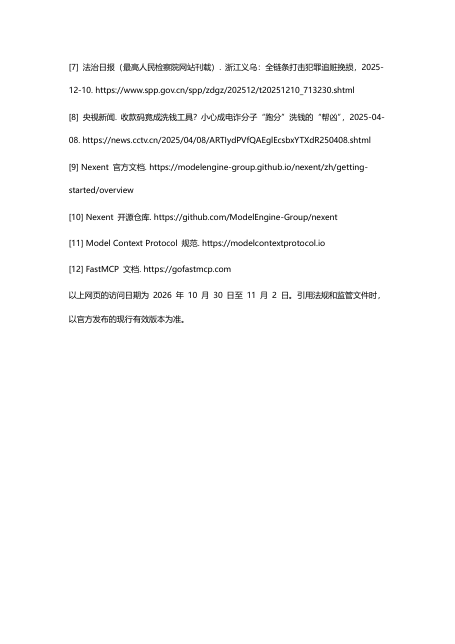 [7] 法治日报（最高人民检察院网站刊载）. 浙江义乌：全链条打击犯罪追赃挽损，2025-
12-10. https://www.spp.gov.cn/spp/zdgz/202512/t20251210_713230.shtml
[8] 央视新闻. 收款码竟成洗钱工具？小心成电诈分子“跑分”洗钱的“帮凶”，2025-04-
08. https://news.cctv.cn/2025/04/08/ARTIydPVfQAEglEcsbxYTXdR250408.shtml
[9] Nexent 官方文档. https://modelengine-group.github.io/nexent/zh/getting-
started/overview
[10] Nexent 开源仓库. https://github.com/ModelEngine-Group/nexent
[11] Model Context Protocol 规范. https://modelcontextprotocol.io
[12] FastMCP 文档. https://gofastmcp.com
以上网页的访问日期为 2026 年 10 月 30 日至 11 月 2 日。引用法规和监管文件时，
以官方发布的现行有效版本为准。